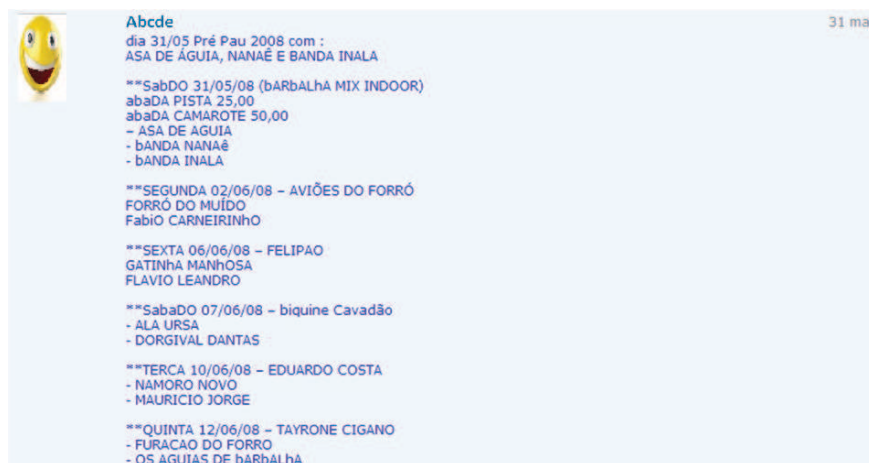 Abcde
31 ma
dia 31/05 Pré Pau 2008 com :
ASA DE ÁGUIA, NANAÊ E BANDA INALA
**SabDO 31/05/08 (bARbALhA MIX INDOOR)
abaDA PISTA 25,00
abaDA CAMAROTE 50,00
– ASA DE AGUIA
- bANDA NANAê
- bANDA INALA
**SEGUNDA 02/06/08 – AVIÕES DO FORRÓ
FORRÓ DO MUÍDO
FabiO CARNEIRINhO
**SEXTA 06/06/08 – FELIPAO
GATINhA MANhOSA
FLAVIO LEANDRO
**SabaDO 07/06/08 – biquine Cavadão
- ALA URSA
- DORGIVAL DANTAS
**TERCA 10/06/08 – EDUARDO COSTA
- NAMORO NOVO
- MAURICIO JORGE
**QUINTA 12/06/08 – TAYRONE CIGANO
- FURACAO DO FORRO
- OS AGUIAS DE bARbALhA